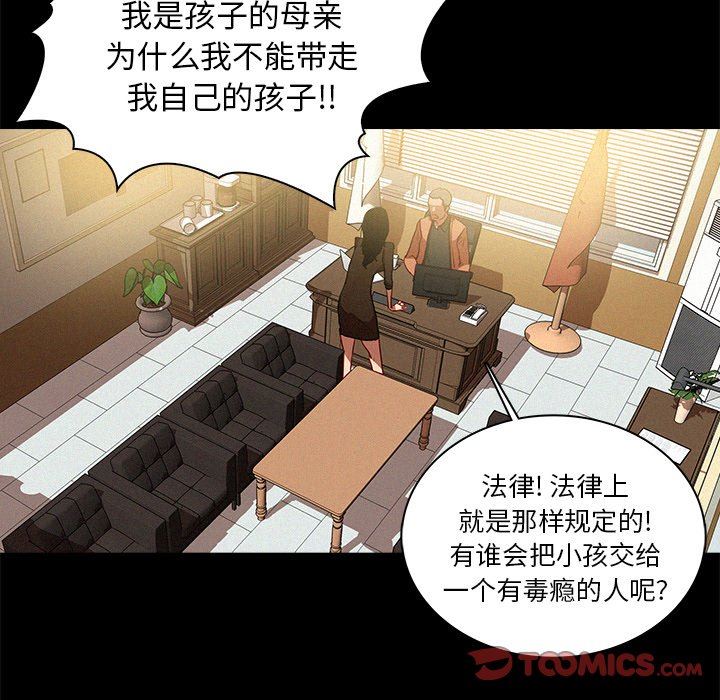 我是孩子的母亲
为什么我不能带走
我自己的孩子!!
法律! 法律上
就是那样规定的!
有谁会把小孩交给
一个有毒瘾的人呢?
TOOMICS.COM